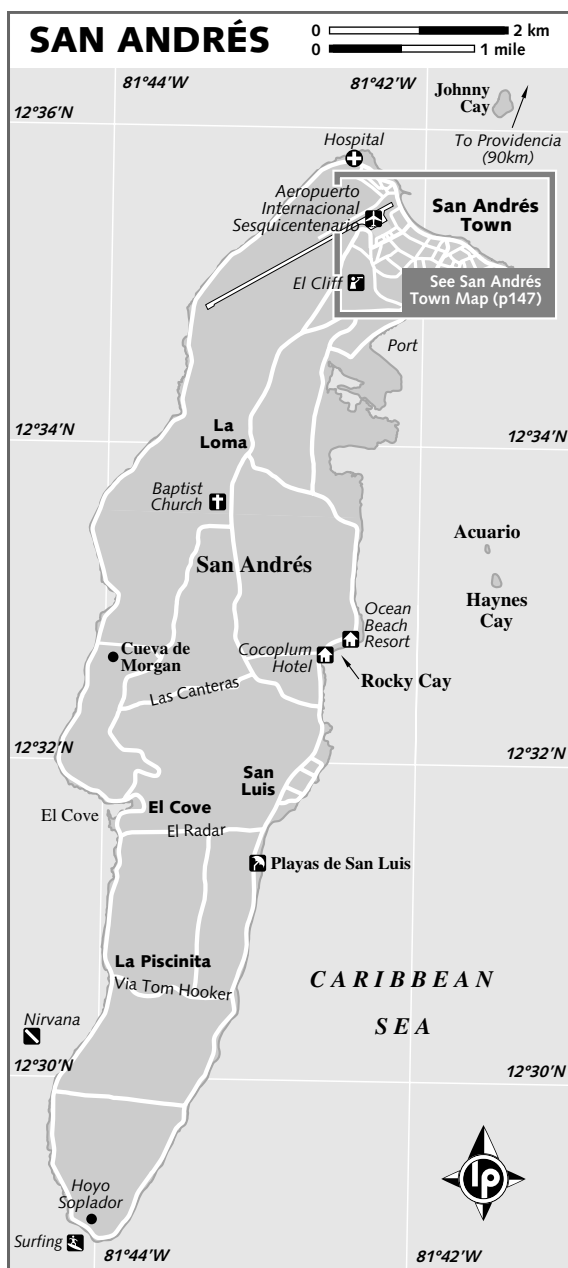 SAN ANDRÉS
0 2 km
0 1 mile
81°44'W
81°42'W
Johnny
Cay
12°36'N
To Providencia
(90km)
Hospital
Aeropuerto
Internacional
Sesquicentenario
San Andrés
Town
El Cliff
See San Andrés
Town Map (p147)
Port
La
Loma
12°34'N
12°34'N
Baptist
Church
Acuario
San Andrés
Haynes
Cay
Ocean
Beach
Resort
Cueva de
Morgan
Cocoplum
Hotel
Rocky Cay
Las Canteras
12°32'N
12°32'N
San
Luis
El Cove
El Cove
El Radar
Playas de San Luis
La Piscinita
Via Tom Hooker
CARIBBEAN
SEA
Nirvana
12°30'N
12°30'N
lp
Hoyo
Soplador
Surfing
81°44'W
81°42'W